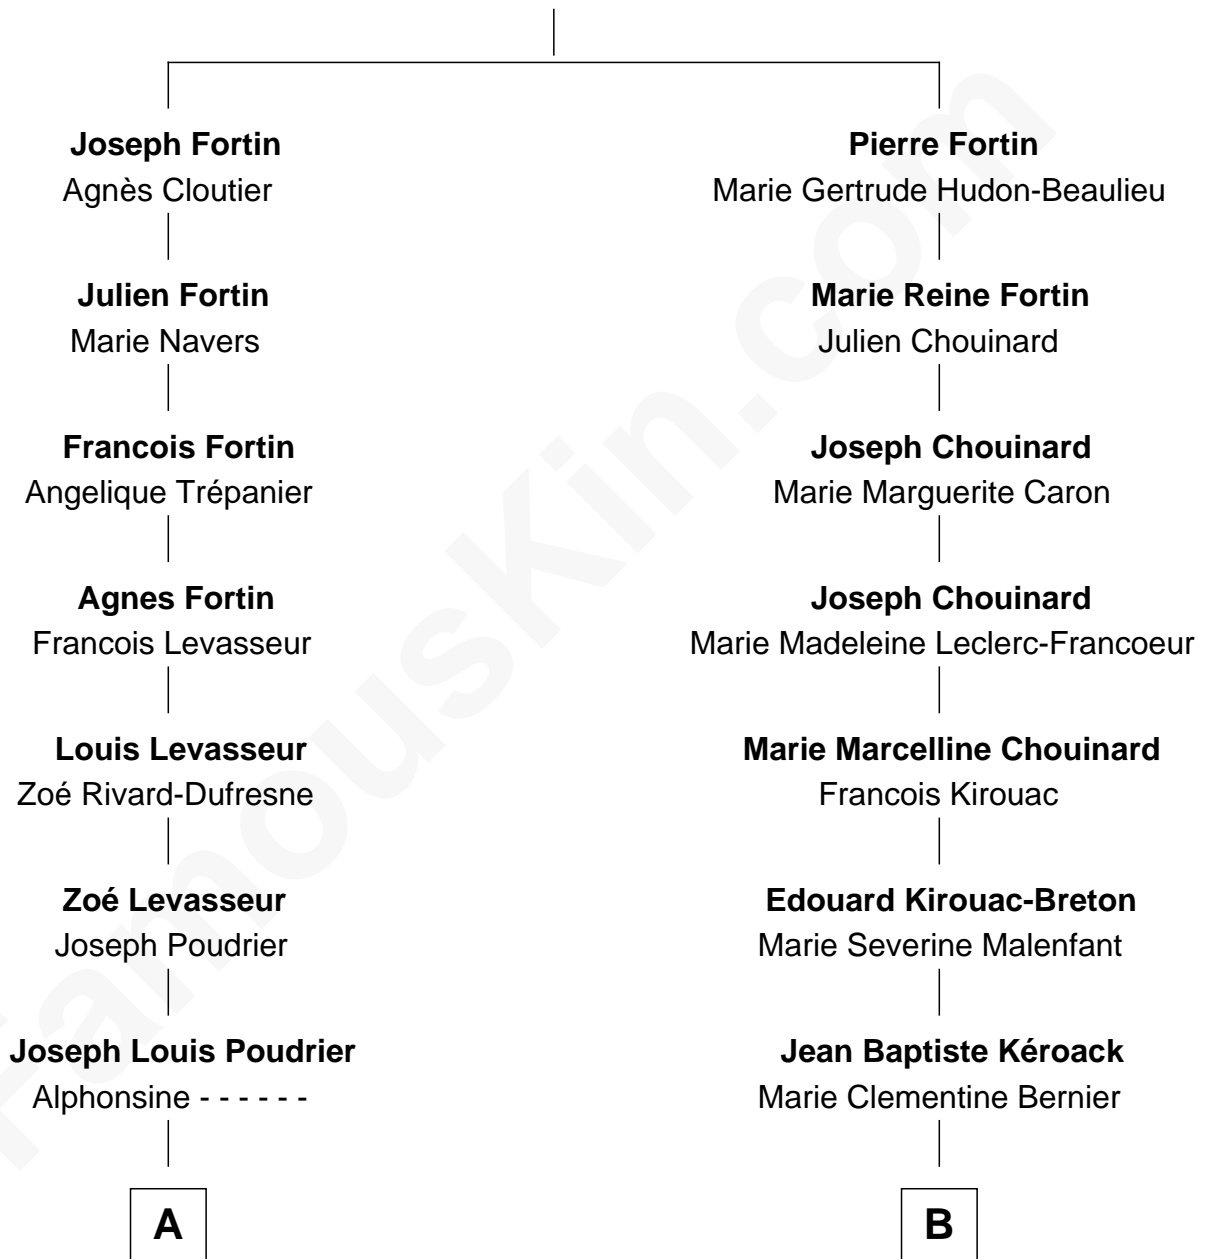 Joseph Fortin
Agnès Cloutier
Julien Fortin
Marie Navers
Francois Fortin
Angelique Trépanier
Agnes Fortin
Francois Levasseur
Louis Levasseur
Zoé Rivard-Dufresne
Zoé Levasseur
Joseph Poudrier
Joseph Louis Poudrier
Alphonsine - - - - - -
A
Pierre Fortin
Marie Gertrude Hudon-Beaulieu
Marie Reine Fortin
Julien Chouinard
Joseph Chouinard
Marie Marguerite Caron
Joseph Chouinard
Marie Madeleine Leclerc-Francoeur
Marie Marcelline Chouinard
Francois Kirouac
Edouard Kirouac-Breton
Marie Severine Malenfant
Jean Baptiste Kéroack
Marie Clementine Bernier
B
FamousKin.com